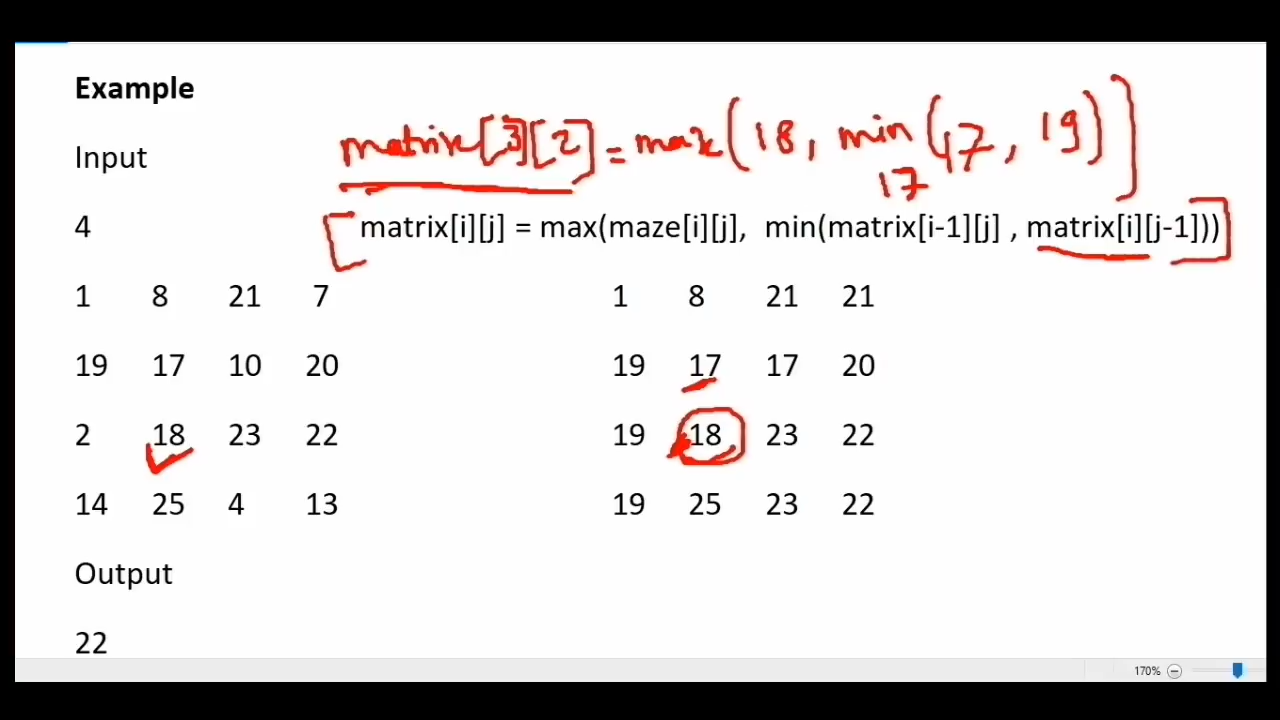 Example
matrix[3][2] = max(18, min(17, 19))
Input
17
4
matrix[i][j] = max(maze[i][j], min(matrix[i-1][j] , matrix[i][j-1]))
1 8 21 7 1 8 21 21
19 17 10 20 19 17 17 20
2 18 23 22 19 18 23 22
14 25 4 13 19 25 23 22
Output
22
170%